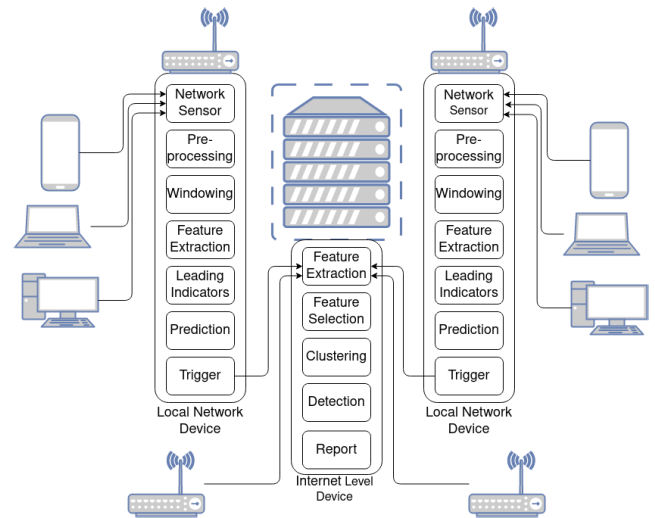 Network
Sensor
Pre-
processing
Windowing
Feature
Extraction
Leading
Indicators
Prediction
Trigger
Local Network
Device
Feature
Extraction
Feature
Selection
Clustering
Detection
Report
Internet Level
Device
Network
Sensor
Pre-
processing
Windowing
Feature
Extraction
Leading
Indicators
Prediction
Trigger
Local Network
Device